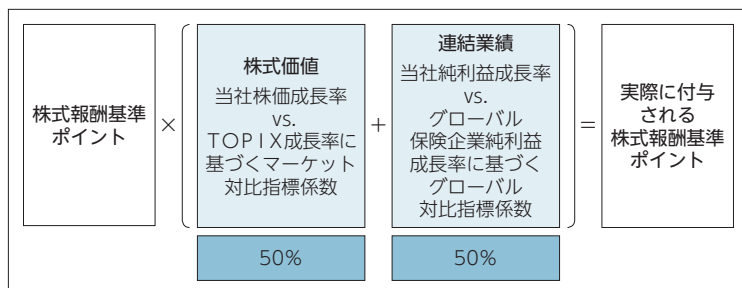 株式報酬基準
ポイント
×
株式価値
当社株価成長率
vs.
TOPIX成長率に
基づくマーケット
対比指標係数
50%
+
連結業績
当社純利益成長率
vs.
グローバル
保険企業純利益
成長率に基づく
グローバル
対比指標係数
50%
=
実際に付与
される
株式報酬基準
ポイント